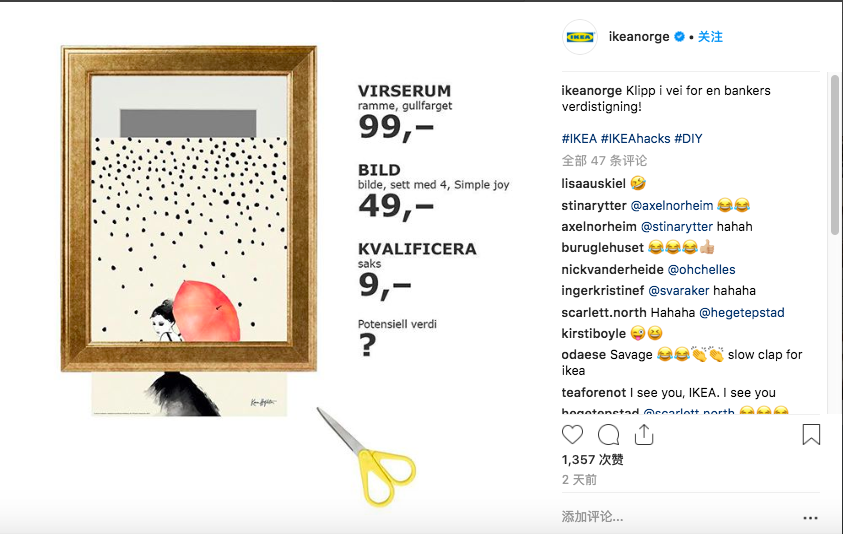 VIRSERUM
ramme, gullfarget
99,–
BILD
bilde, sett med 4, Simple joy
49,–
KVALIFICERA
saks
9,–
Potensiell verdi
?
IKEA
ikeanorge • 关注
ikeanorge Klipp i vei for en bankers
verdistigning!
#IKEA #IKEAhacks #DIY
全部 47 条评论
lisaauskiel 🤣
stinarytter @axelnorheim 😂😂
axelnorheim @stinarytter hahah
buruglehuset 😂😂😂👍🏼
nickvanderheide @ohchelles
ingerkristinef @svaraker hahaha
scarlett.north Hahaha @hegetepstad
kirstiboyle 😜😆
odaese Savage 😂😂👏👏 slow clap for
ikea
teaforenot I see you, IKEA. I see you
hegetepstad @scarlett.north 😂😂😂
1,357 次赞
2 天前
添加评论...